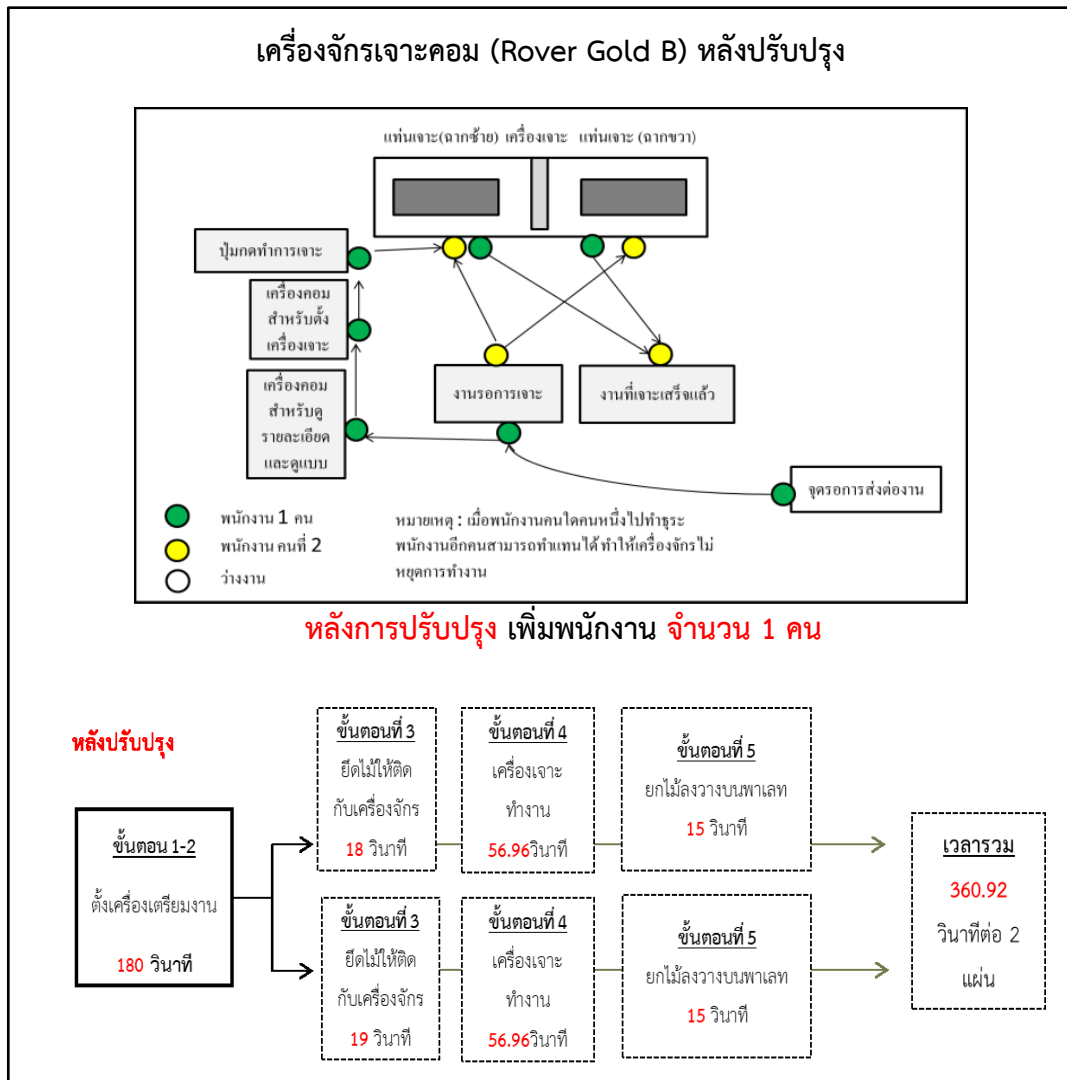 เครื่องจักรเจาะคอม (Rover Gold B) หลังปรับปรุง
แท่นเจาะ(ฉากซ้าย) เครื่องเจาะ แท่นเจาะ (ฉากขวา)
ปุ่มกดทำการเจาะ
เครื่องคอม
สำหรับตั้ง
เครื่องเจาะ
เครื่องคอม
สำหรับดู
รายละเอียด
และดูแบบ
งานรอการเจาะ
งานที่เจาะเสร็จแล้ว
จุดรอการส่งต่องาน
พนักงาน 1 คน
พนักงาน คนที่ 2
ว่างงาน
หมายเหตุ : เมื่อพนักงานคนใดคนหนึ่งไปทำธุระ
พนักงานอีกคนสามารถทำแทนได้ ทำให้เครื่องจักรไม่
หยุดการทำงาน
หลังการปรับปรุง เพิ่มพนักงาน จำนวน 1 คน
หลังปรับปรุง
ขั้นตอน 1-2
ตั้งเครื่องเตรียมงาน
180 วินาที
ขั้นตอนที่ 3
ยึดไม้ให้ติด
กับเครื่องจักร
18 วินาที
ขั้นตอนที่ 4
เครื่องเจาะ
ทำงาน
56.96วินาที
ขั้นตอนที่ 5
ยกไม้ลงวางบนพาเลท
15 วินาที
ขั้นตอนที่ 3
ยึดไม้ให้ติด
กับเครื่องจักร
19 วินาที
ขั้นตอนที่ 4
เครื่องเจาะ
ทำงาน
56.96วินาที
ขั้นตอนที่ 5
ยกไม้ลงวางบนพาเลท
15 วินาที
เวลารวม
360.92
วินาทีต่อ 2
แผ่น